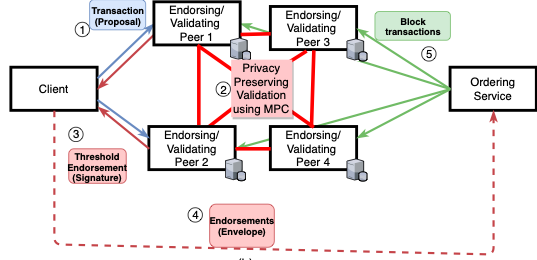 ① Transaction
(Proposal)
Endorsing/
Validating
Peer 1
Endorsing/
Validating
Peer 3
Block
transactions
⑤
Client
② Privacy
Preserving
Validation
using MPC
Ordering
Service
③
Threshold
Endorsement
(Signature)
Endorsing/
Validating
Peer 2
Endorsing/
Validating
Peer 4
④ Endorsements
(Envelope)